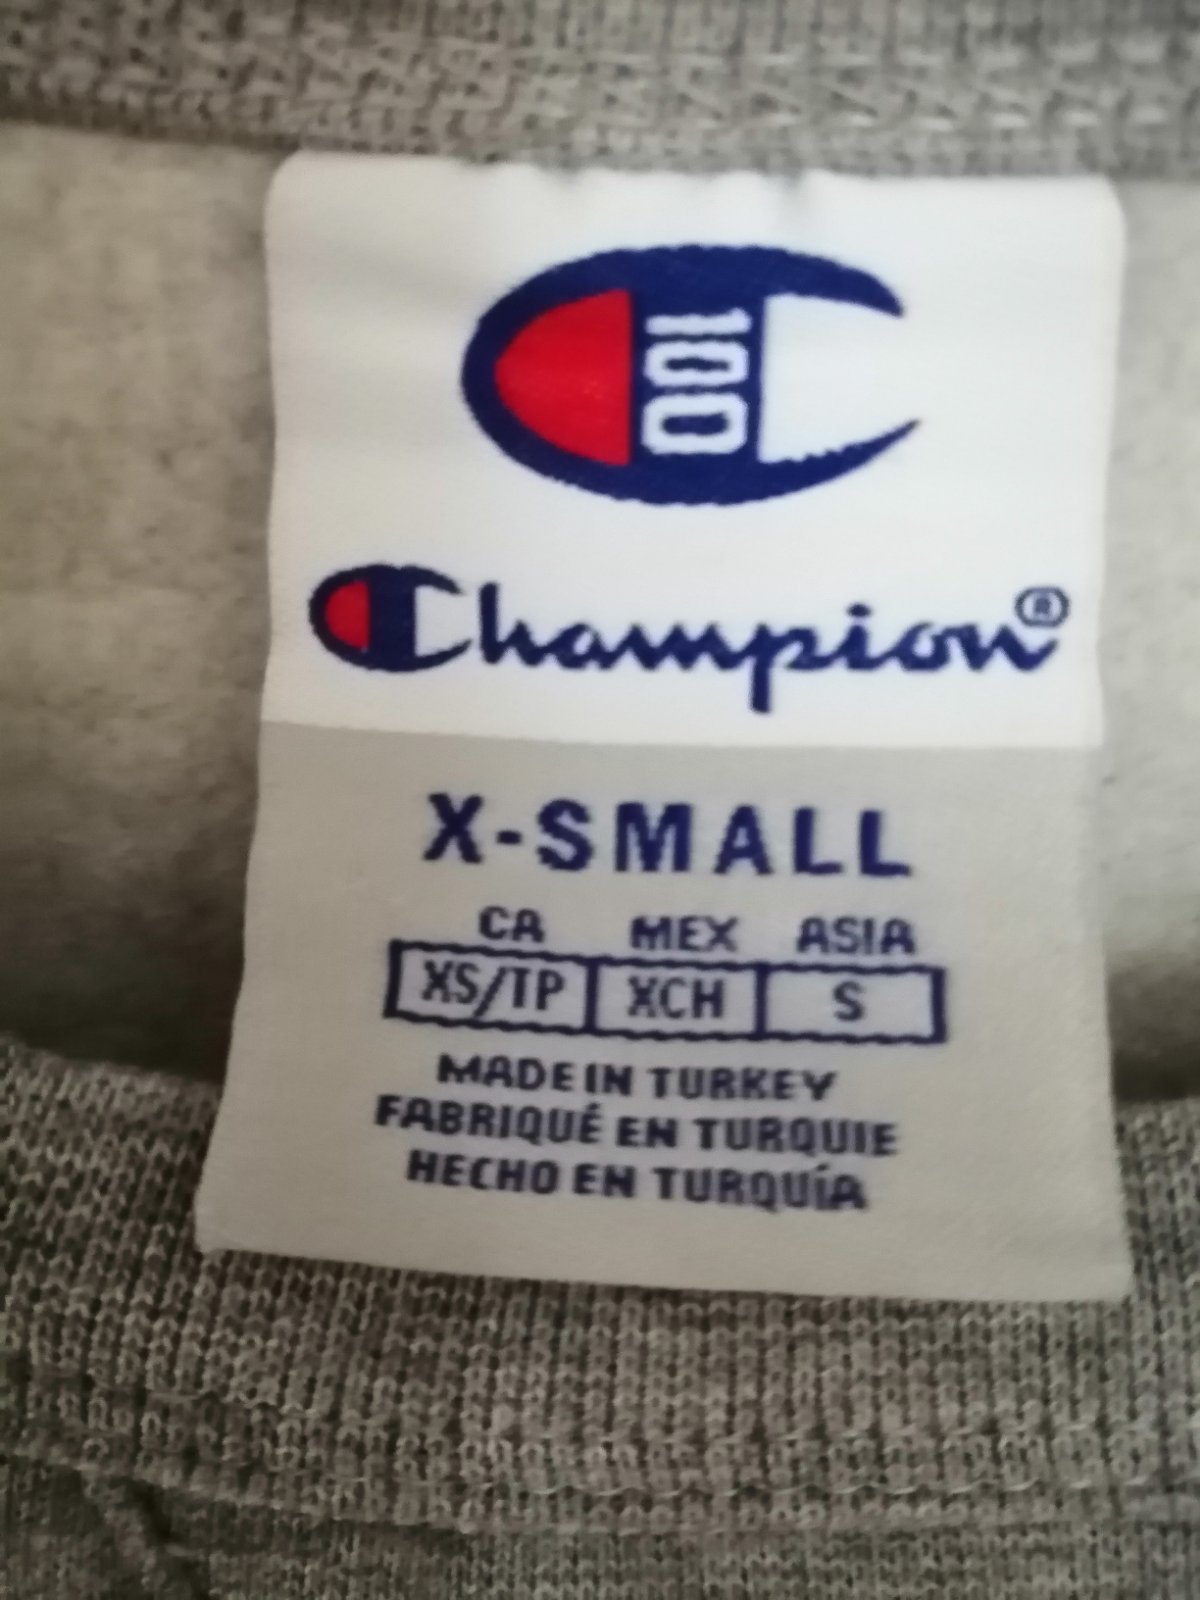 100
Champion®
X-SMALL
CA MEX ASIA
XS/TP XCH S
MADE IN TURKEY
FABRIQUÉ EN TURQUIE
HECHO EN TURQUÍA